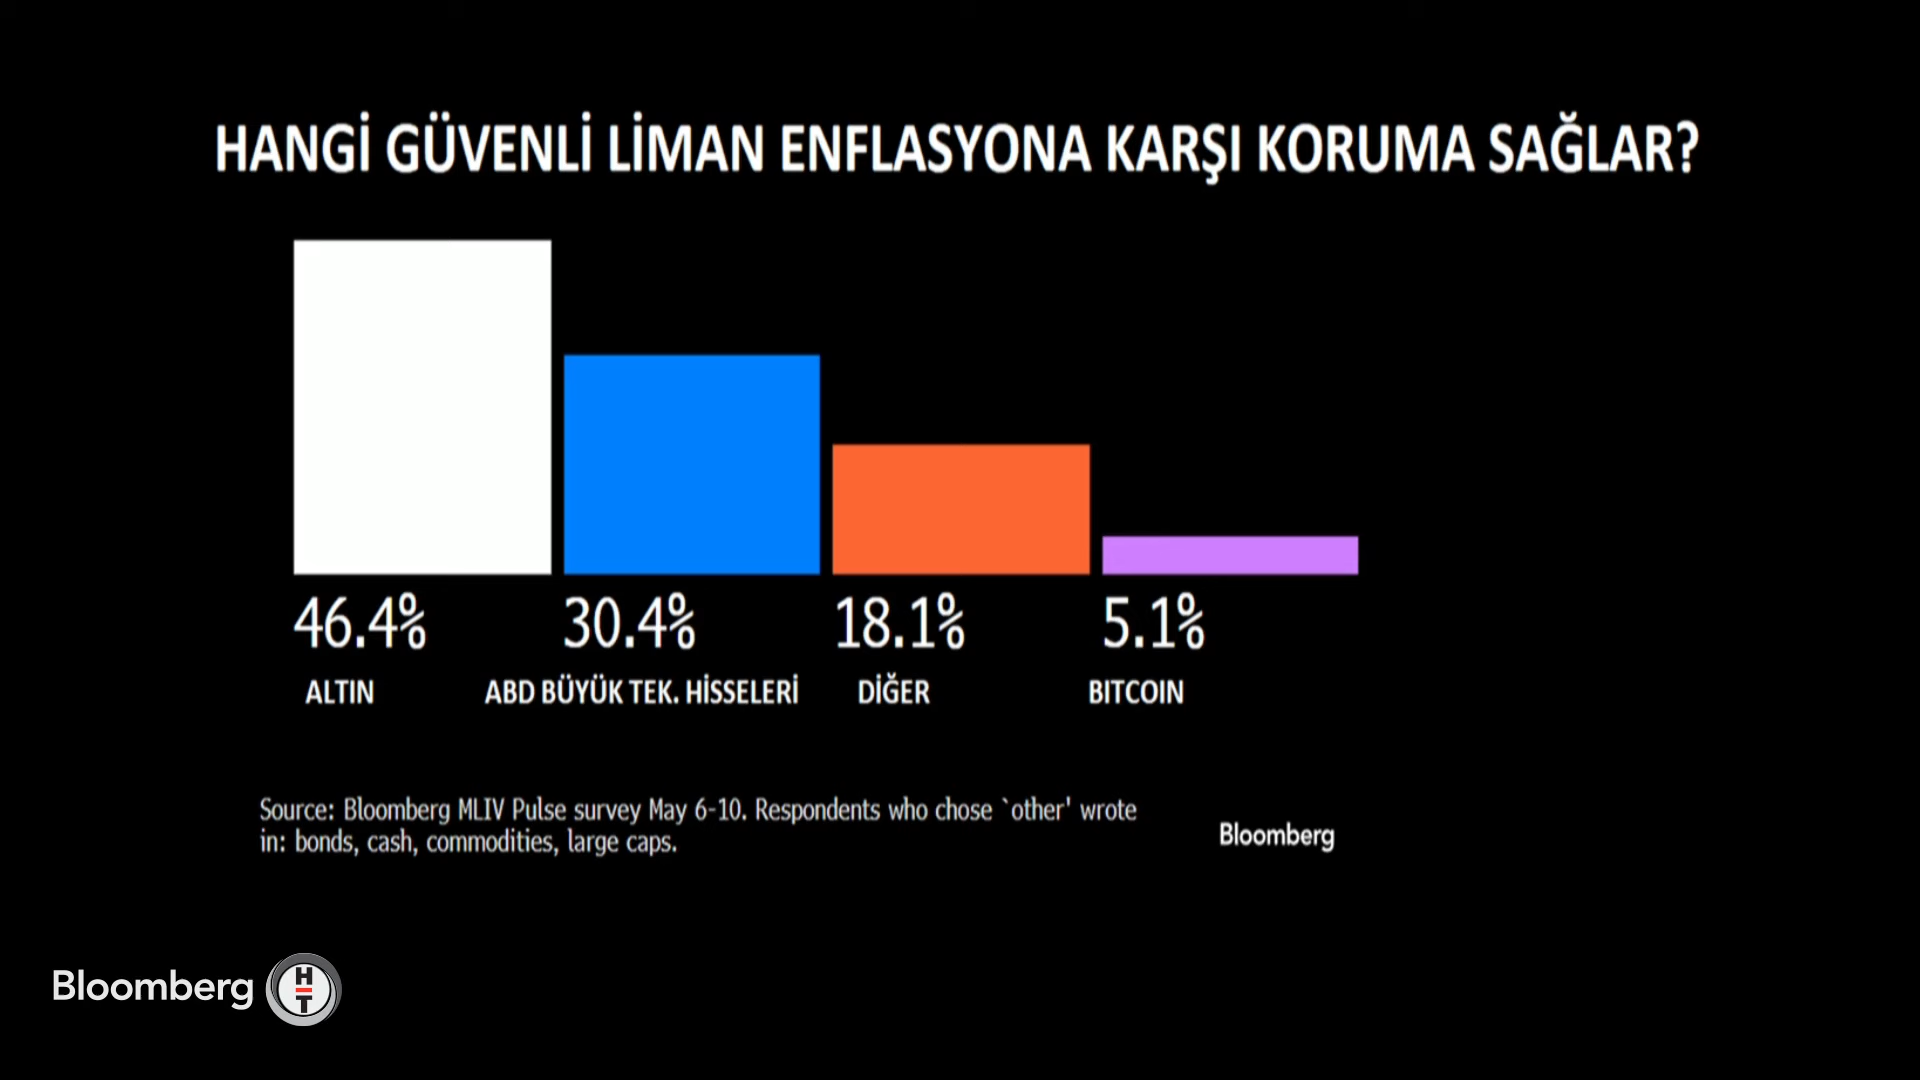 HANGİ GÜVENLİ LİMAN ENFLASYONA KARŞI KORUMA SAĞLAR?
46.4% 30.4% 18.1% 5.1%
ALTIN ABD BÜYÜK TEK. HİSSELERİ DİĞER BITCOIN
Source: Bloomberg MLIV Pulse survey May 6-10. Respondents who chose `other' wrote
in: bonds, cash, commodities, large caps.
Bloomberg
Bloomberg HT